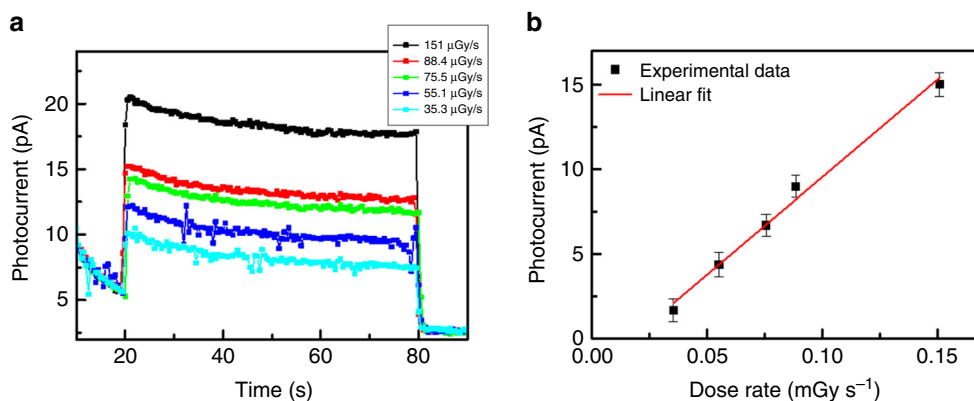 a
151 μGy/s
88.4 μGy/s
75.5 μGy/s
55.1 μGy/s
35.3 μGy/s
Photocurrent (pA)
20
15
10
5
20
40
60
80
Time (s)
b
Experimental data
Linear fit
Photocurrent (pA)
15
10
5
0
0.00
0.05
0.10
0.15
Dose rate (mGy s⁻¹)